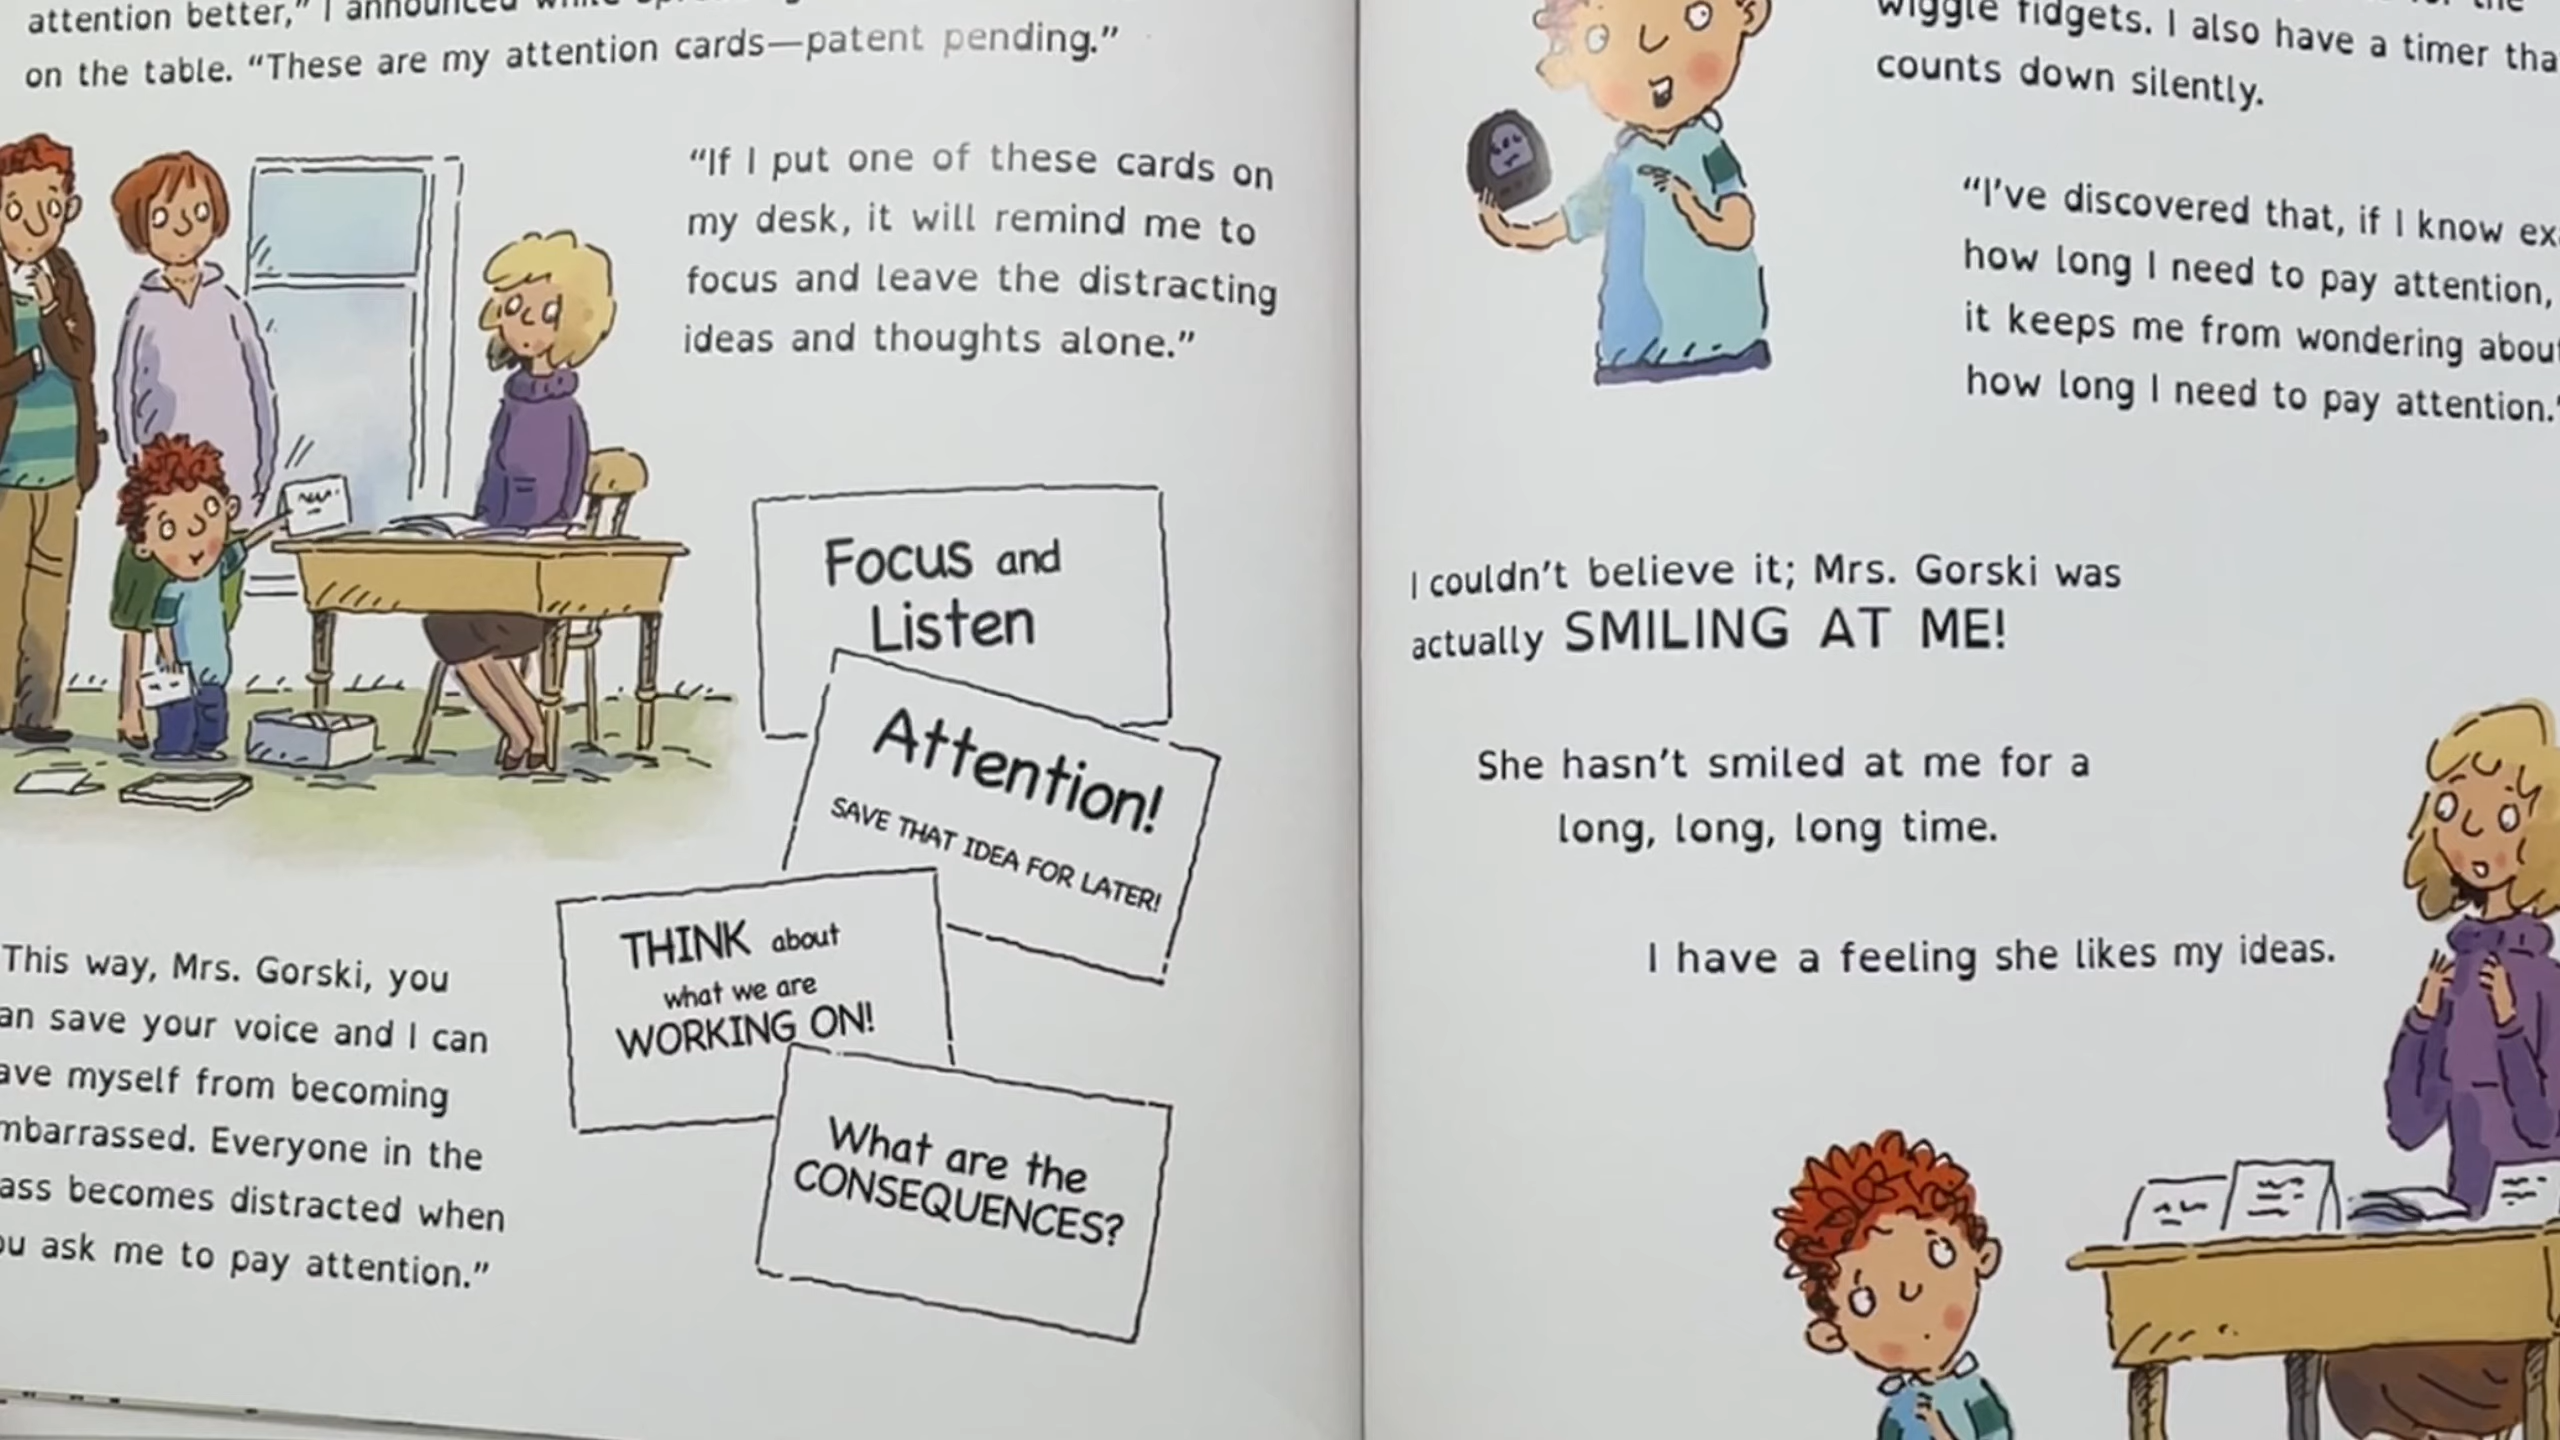 attention better," I announced while
on the table. "These are my attention cards—patent pending."
"If I put one of these cards on
my desk, it will remind me to
focus and leave the distracting
ideas and thoughts alone."
Focus and
Listen
Attention!
SAVE THAT IDEA FOR LATER!
THINK about
what we are
WORKING ON!
What are the
CONSEQUENCES?
This way, Mrs. Gorski, you
an save your voice and I can
ave myself from becoming
mbarrassed. Everyone in the
ass becomes distracted when
ou ask me to pay attention."
wiggle fidgets. I also have a timer tha
counts down silently.
"I've discovered that, if I know ex
how long I need to pay attention,
it keeps me from wondering about
how long I need to pay attention."
I couldn't believe it; Mrs. Gorski was
actually SMILING AT ME!
She hasn't smiled at me for a
long, long, long time.
I have a feeling she likes my ideas.